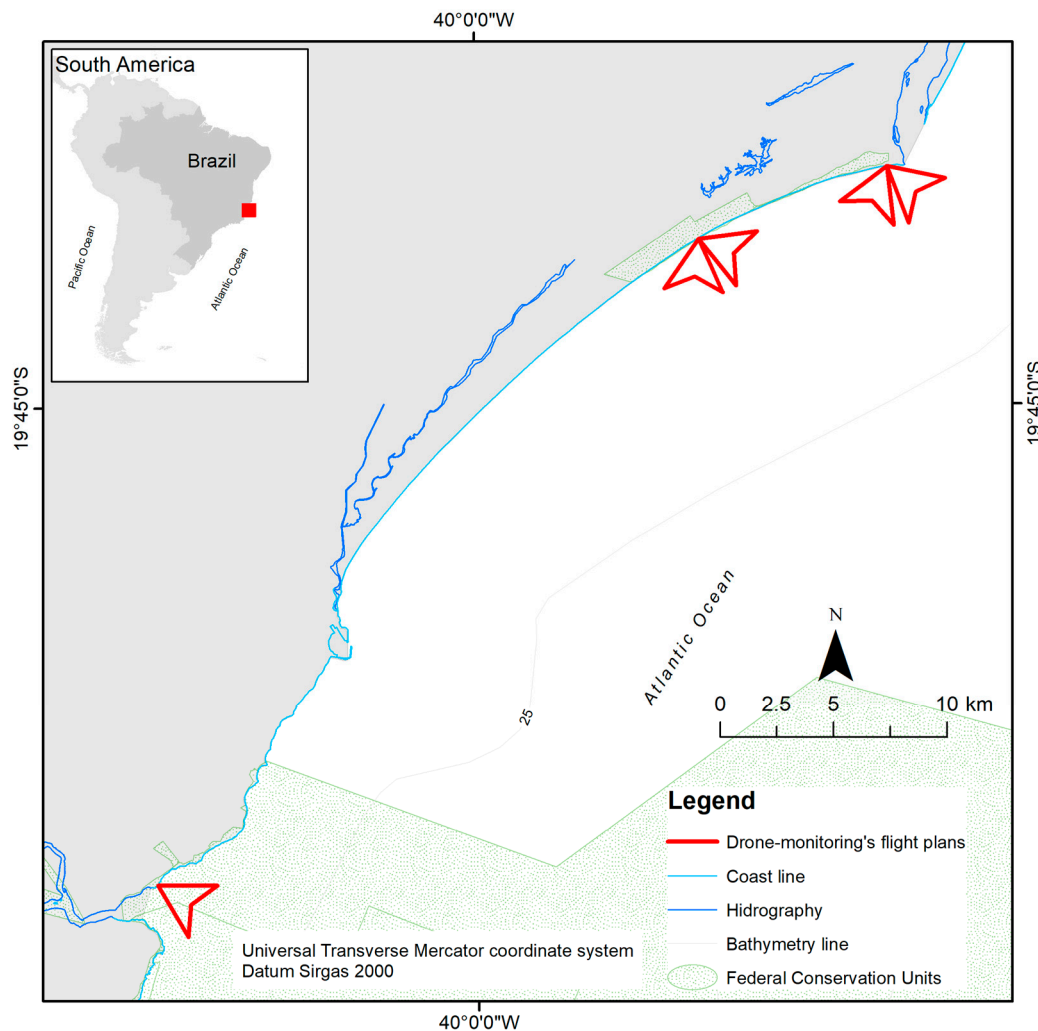 40°0'0"W
South America
Brazil
Pacific Ocean
Atlantic Ocean
19°45'0"S
19°45'0"S
Atlantic Ocean
N
0 2.5 5 10 km
25
Legend
Drone-monitoring's flight plans
Coast line
Hidrography
Bathymetry line
Federal Conservation Units
Universal Transverse Mercator coordinate system
Datum Sirgas 2000
40°0'0"W